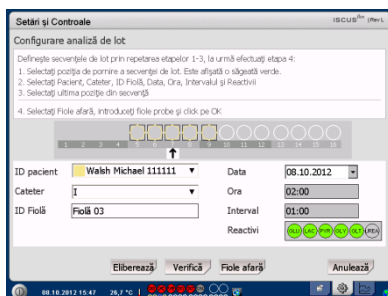 Setări și Controale
ISCUSflex | Rev L
Configurare analiză de lot
Definește secvențele de lot prin repetarea etapelor 1-3, la urmă efectuați etapa 4:
1. Selectați poziția de pornire a secvenței de lot. Este afișată o săgeată verde.
2. Selectați Pacient, Cateter, ID Fiolă, Data, Ora, Intervalul și Reactivii
3. Selectați ultima poziție din secvență
4. Selectați Fiole afară, introduceți fiole probe și click pe OK
1 2 3 4 5 6 7 8 9 10 11 12 13 14 15 16
ID pacient Walsh Michael 111111 Data 08.10.2012
Cateter I Ora 02:00
ID Fiolă Fiolă 03 Interval 01:00
Reactivi GLU LAC PYR GLY GLT UREA
Eliberează Verifică Fiole afară Anulează
08.10.2012 15:47 26,7 °C